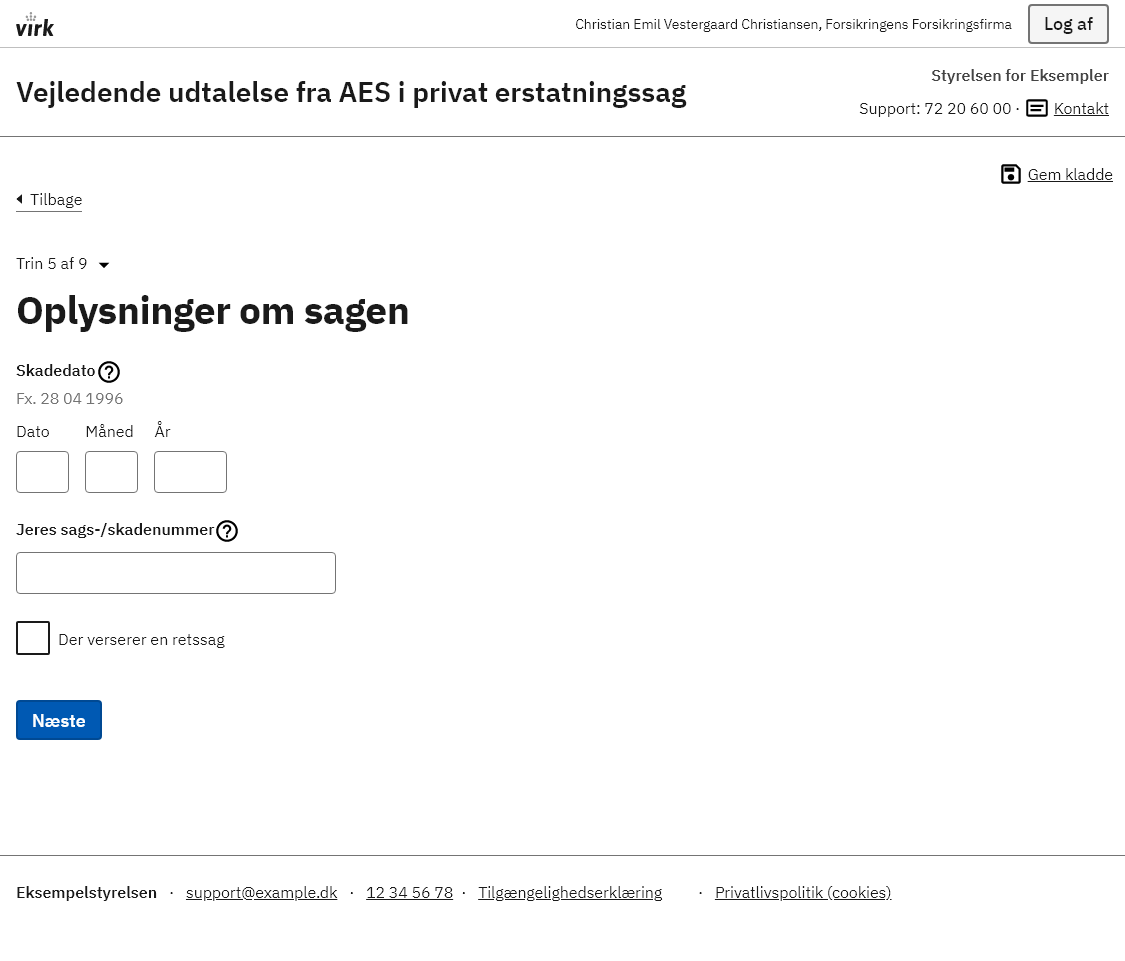 virk
Christian Emil Vestergaard Christiansen, Forsikringens Forsikringsfirma
Log af
Vejledende udtalelse fra AES i privat erstatningssag
Styrelsen for Eksempler
Support: 72 20 60 00 · Kontakt
Gem kladde
Tilbage
Trin 5 af 9
Oplysninger om sagen
Skadedato
Fx. 28 04 1996
Dato Måned År
Jeres sags-/skadenummer
Der verserer en retssag
Næste
Eksempelstyrelsen · support@example.dk · 12 34 56 78 · Tilgængelighedserklæring · Privatlivspolitik (cookies)